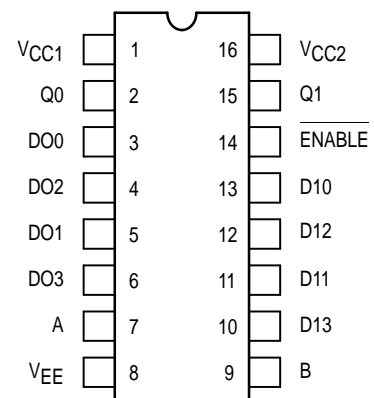 VCC1 1 16 VCC2
Q0 2 15 Q1
DO0 3 14 ENABLE
DO2 4 13 D10
DO1 5 12 D12
DO3 6 11 D11
A 7 10 D13
VEE 8 9 B